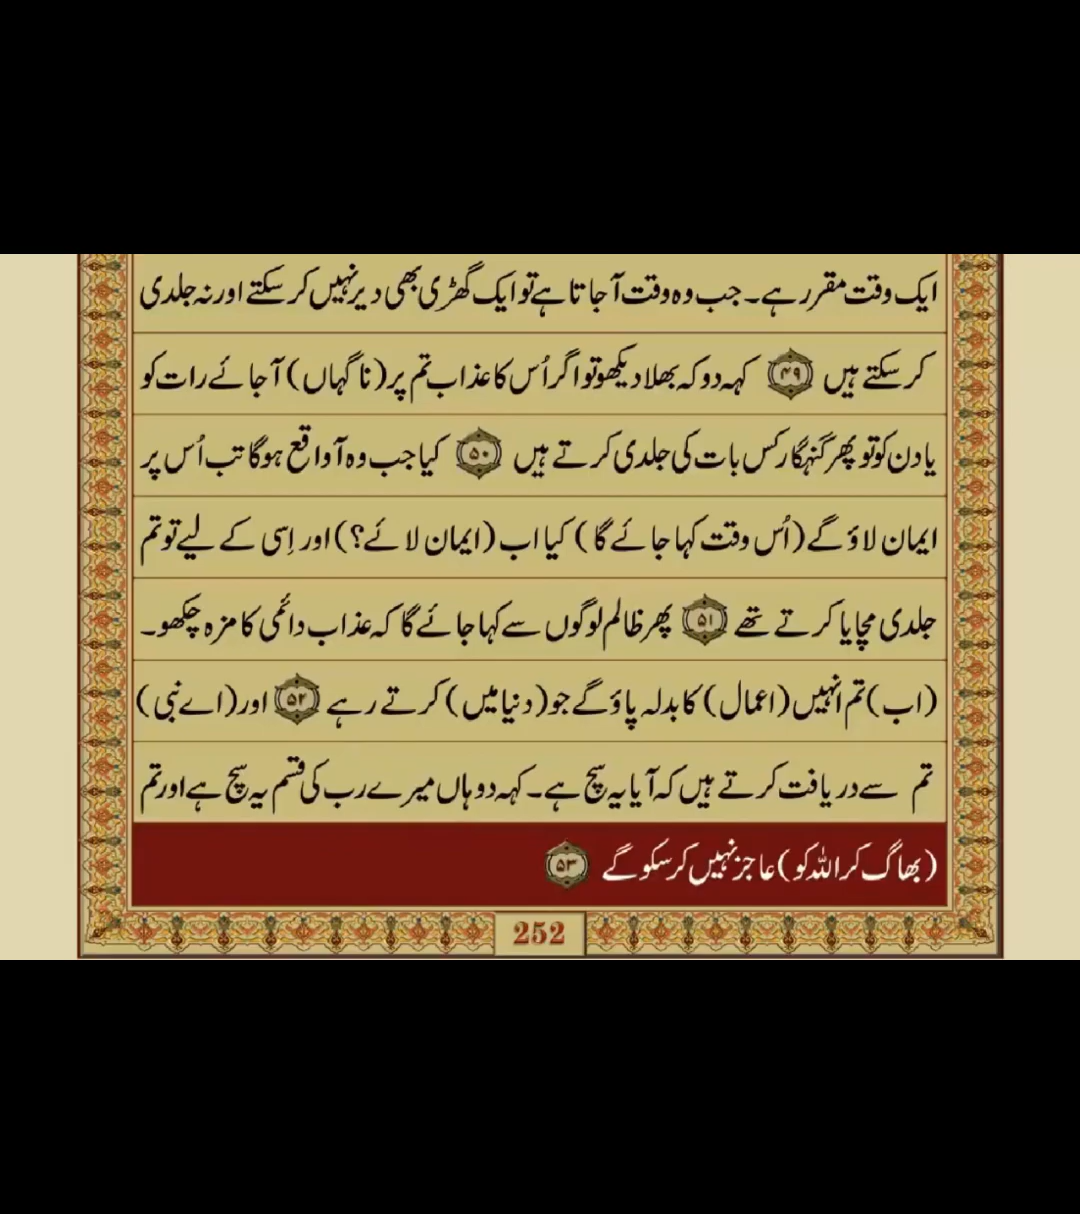 ایک وقت مقرر ہے۔ جب وہ وقت آ جاتا ہے تو ایک گھڑی بھی دیر نہیں کر سکتے اور نہ جلدی
کر سکتے ہیں ۴۹ کہہ دو کہ بھلا دیکھو تو اگر اُس کا عذاب تم پر (ناگہاں) آ جائے رات کو
یا دن کو تو پھر گنہگار کس بات کی جلدی کرتے ہیں ۵۰ کیا جب وہ آ واقع ہوگا تب اُس پر
ایمان لاؤ گے (اُس وقت کہا جائے گا) کیا اب (ایمان لائے؟) اور اِسی کے لیے تو تم
جلدی مچایا کرتے تھے ۵۱ پھر ظالم لوگوں سے کہا جائے گا کہ عذاب دائمی کا مزہ چکھو۔
(اب) تم انہیں (اعمال) کا بدلہ پاؤ گے جو (دنیا میں) کرتے رہے ۵۲ اور (اے نبی)
تم سے دریافت کرتے ہیں کہ آیا یہ سچ ہے۔ کہہ دو ہاں میرے رب کی قسم یہ سچ ہے اور تم
(بھاگ کر اللہ کو) عاجز نہیں کر سکو گے ۵۳
252